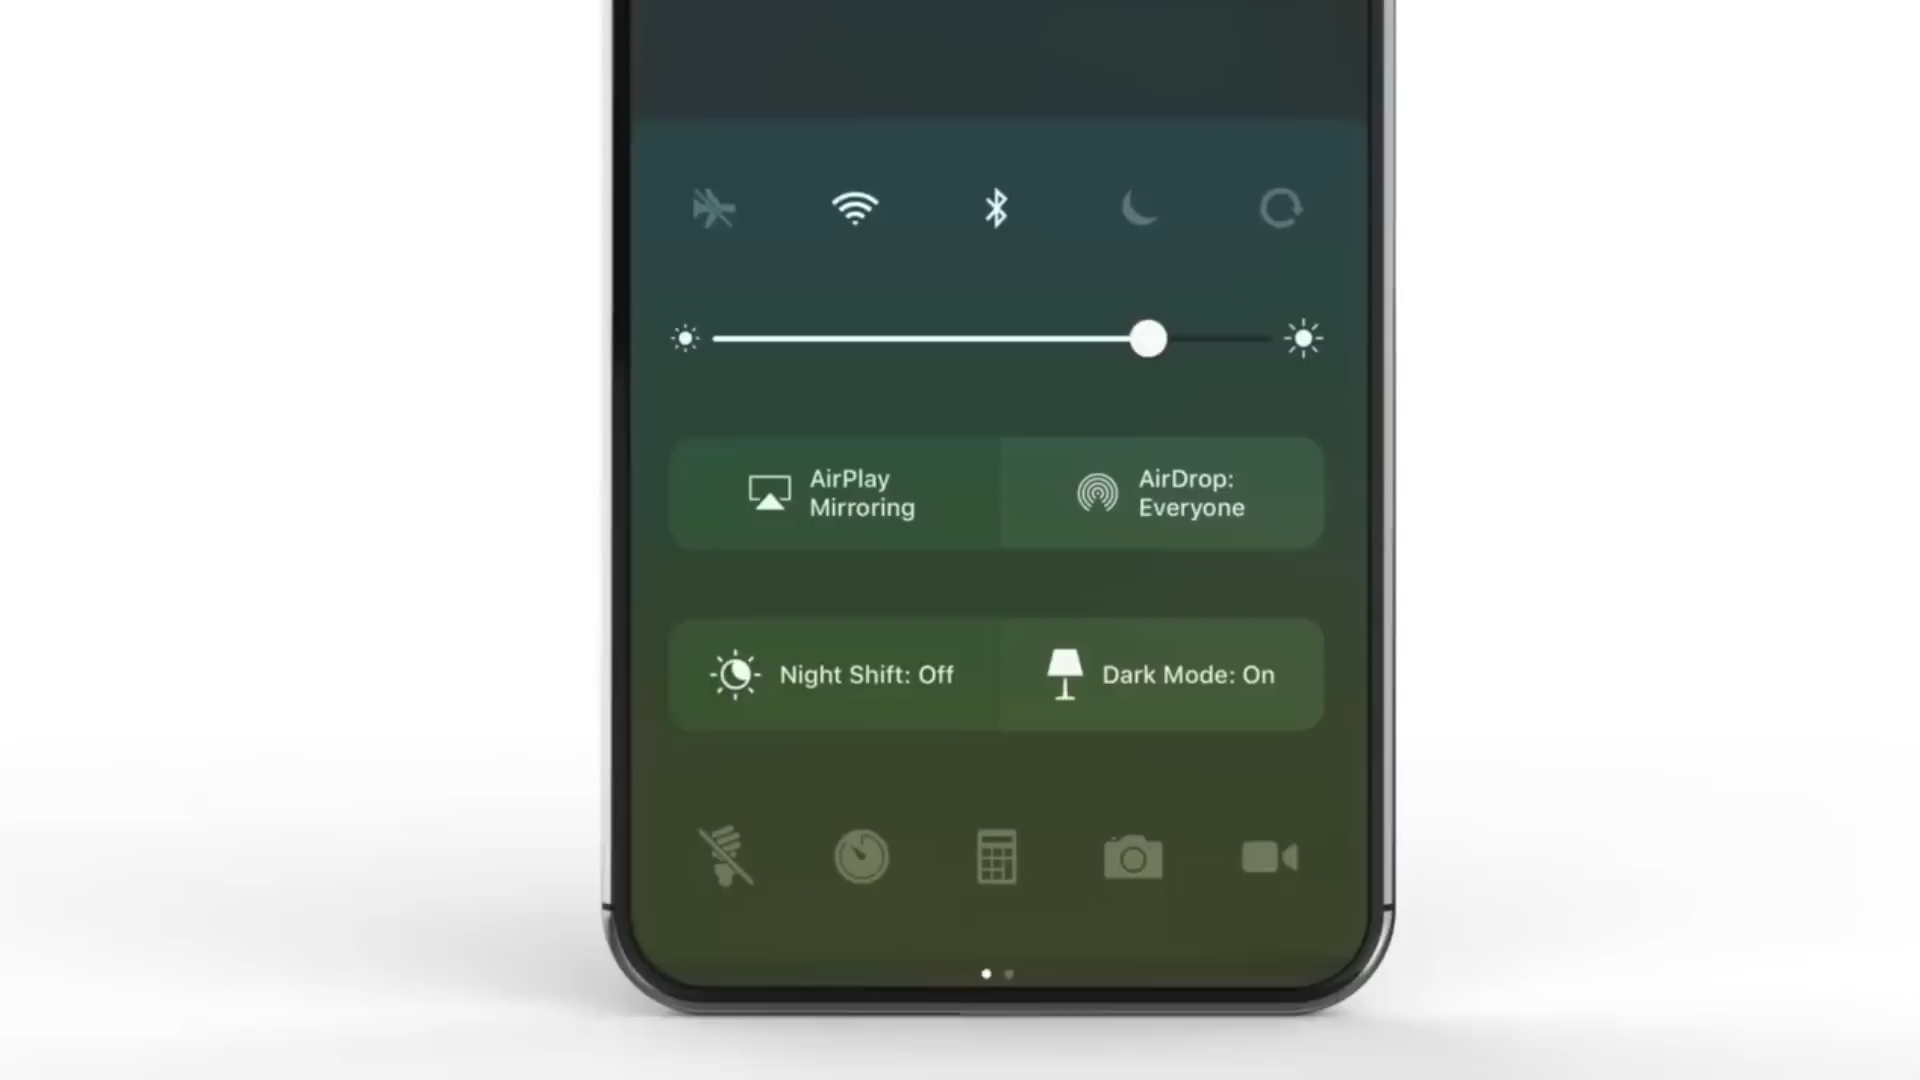 AirPlay
Mirroring
AirDrop:
Everyone
Night Shift: Off
Dark Mode: On